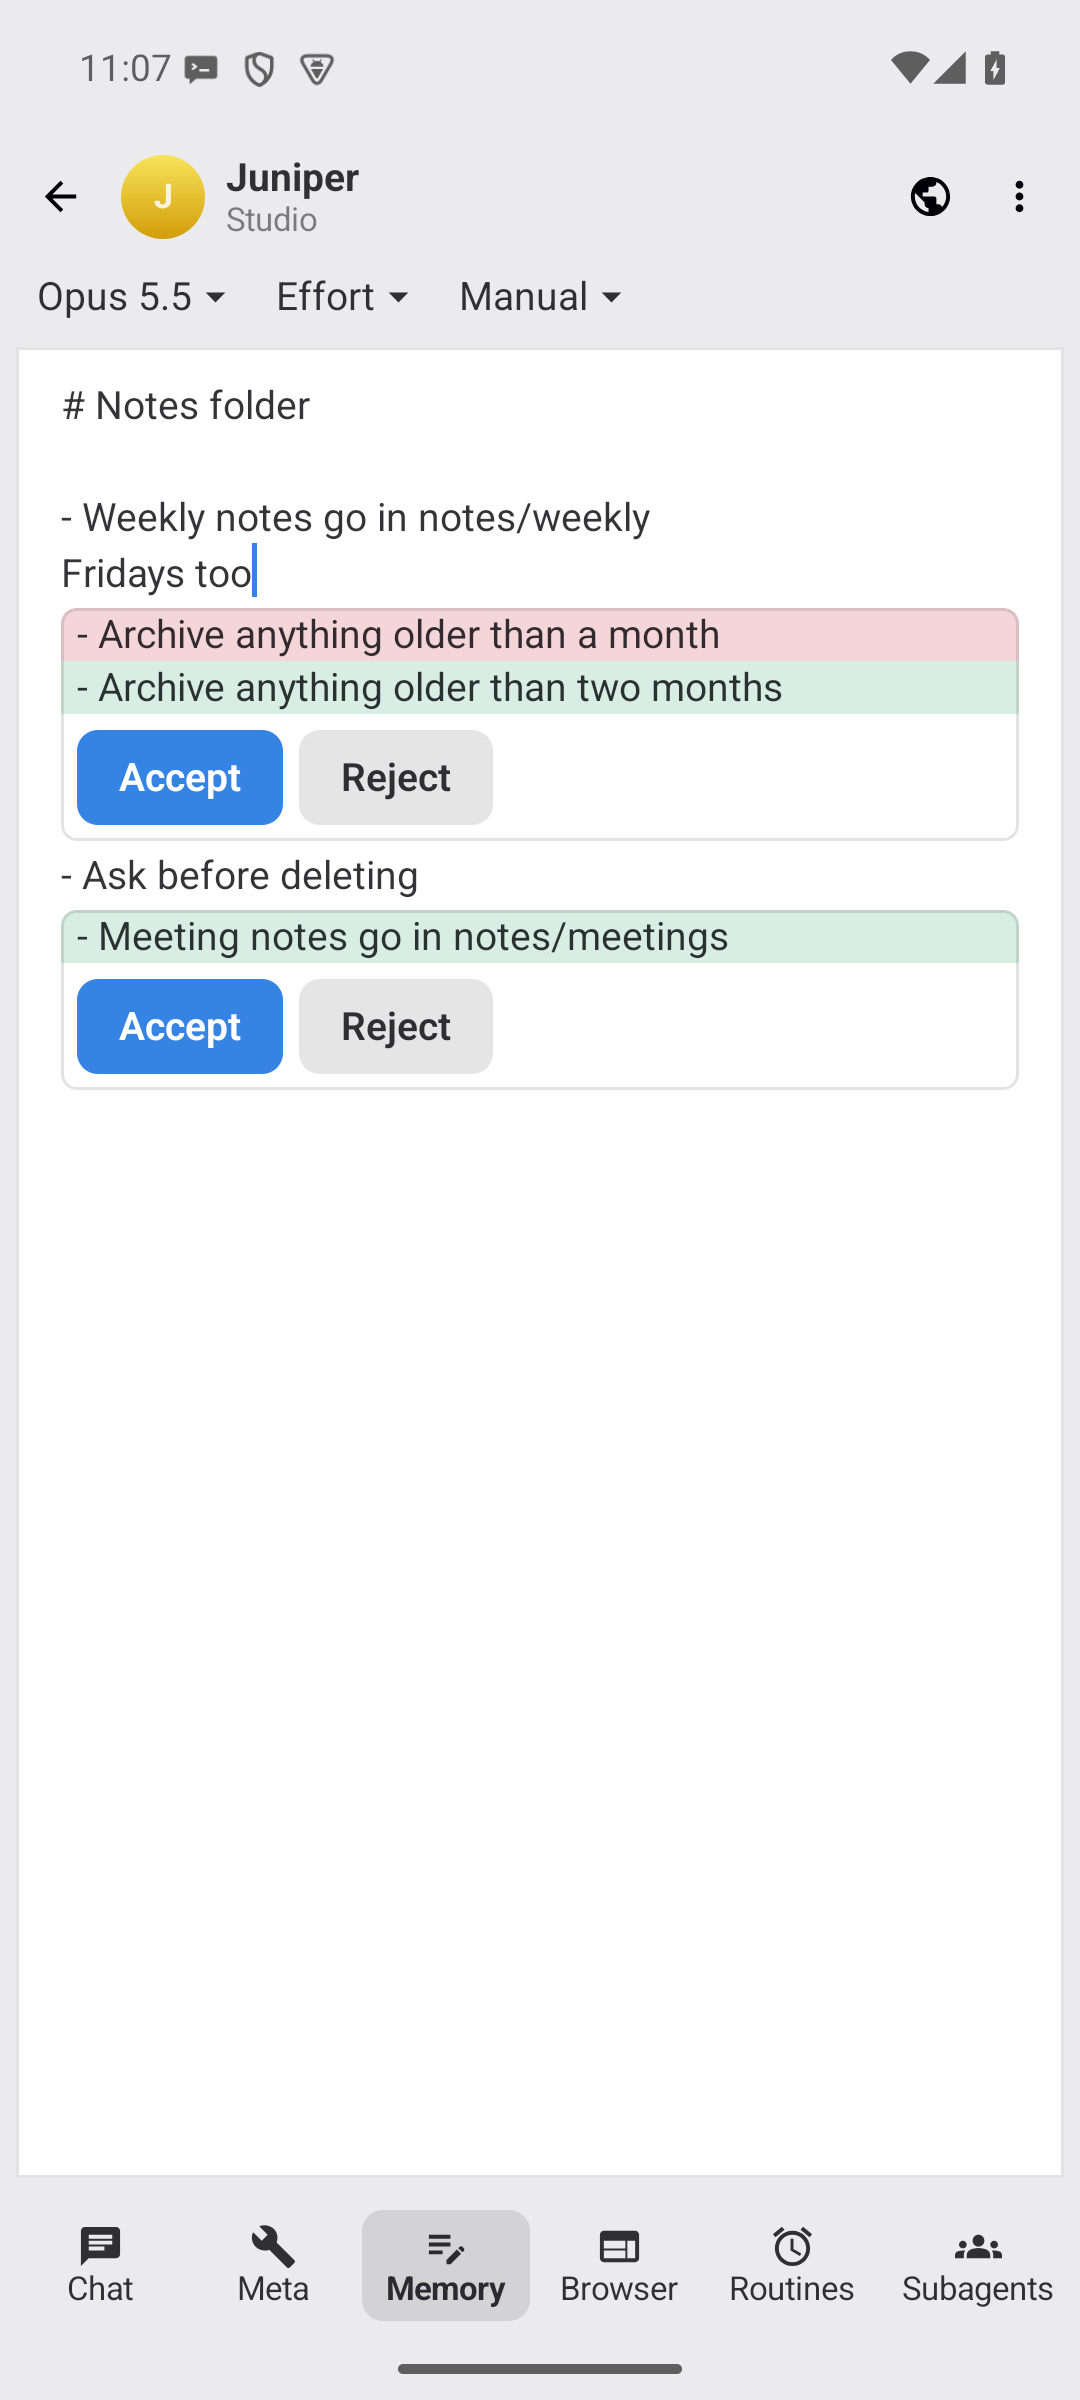 11:07
J
Juniper
Studio
Opus 5.5
Effort
Manual
# Notes folder
- Weekly notes go in notes/weekly
Fridays too
- Archive anything older than a month
- Archive anything older than two months
Accept
Reject
- Ask before deleting
- Meeting notes go in notes/meetings
Accept
Reject
Chat
Meta
Memory
Browser
Routines
Subagents